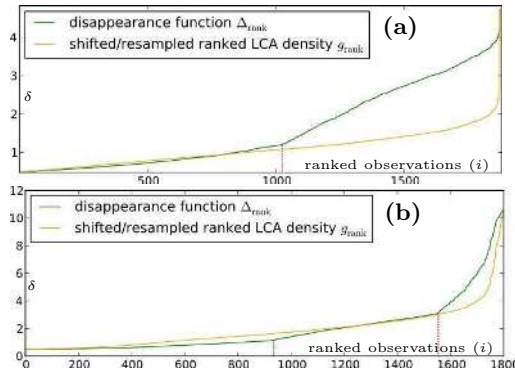 (a)
disappearance function Δrank
shifted/resampled ranked LCA density grank
4
3
δ
2
1
ranked observations (i)
500 1000 1500
12
(b)
disappearance function Δrank
shifted/resampled ranked LCA density grank
10
8
6
δ
4
2
0
ranked observations (i)
0 200 400 600 800 1000 1200 1400 1600 1800